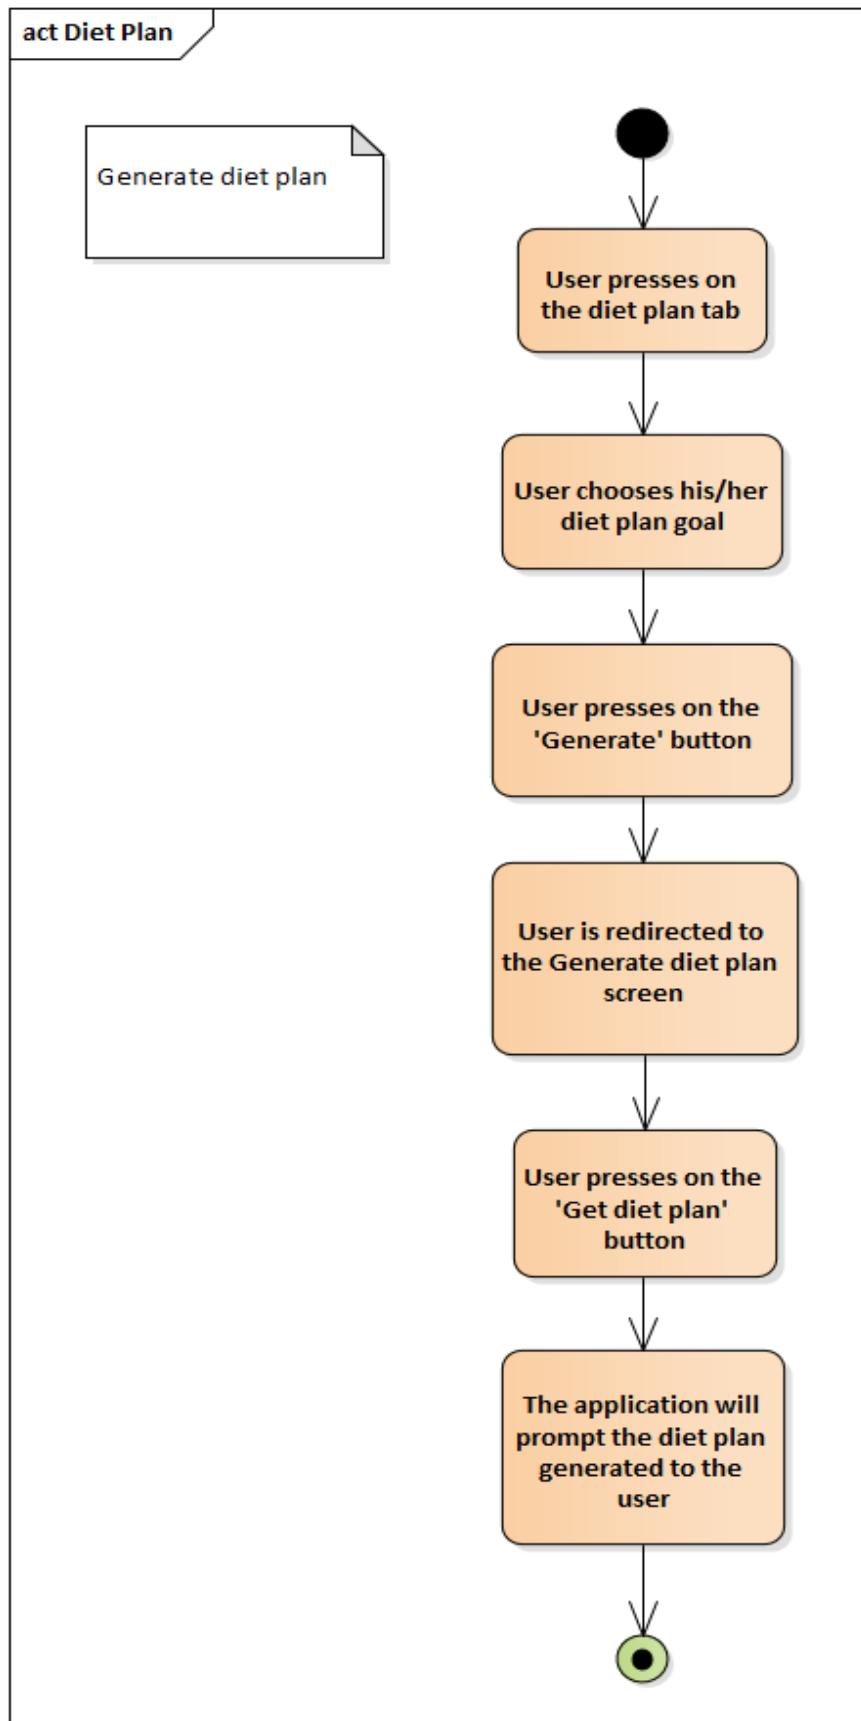 act Diet Plan
Generate diet plan
User presses on
the diet plan tab
User chooses his/her
diet plan goal
User presses on the
'Generate' button
User is redirected to
the Generate diet plan
screen
User presses on the
'Get diet plan'
button
The application will
prompt the diet plan
generated to the
user